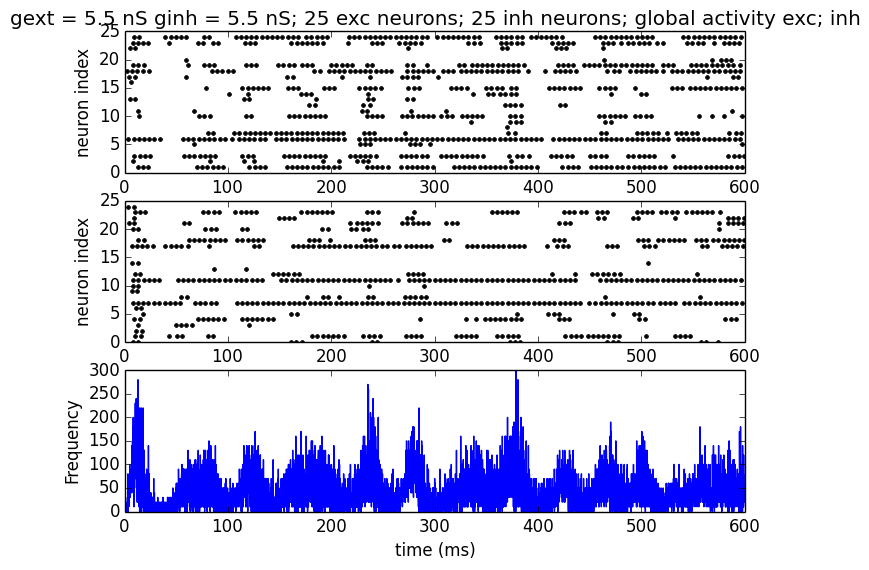 gext = 5.5 nS ginh = 5.5 nS; 25 exc neurons; 25 inh neurons; global activity exc; inh
25
20
15
10
5
0
neuron index
0 100 200 300 400 500 600
25
20
15
10
5
0
neuron index
0 100 200 300 400 500 600
300
250
200
150
100
50
0
Frequency
0 100 200 300 400 500 600
time (ms)